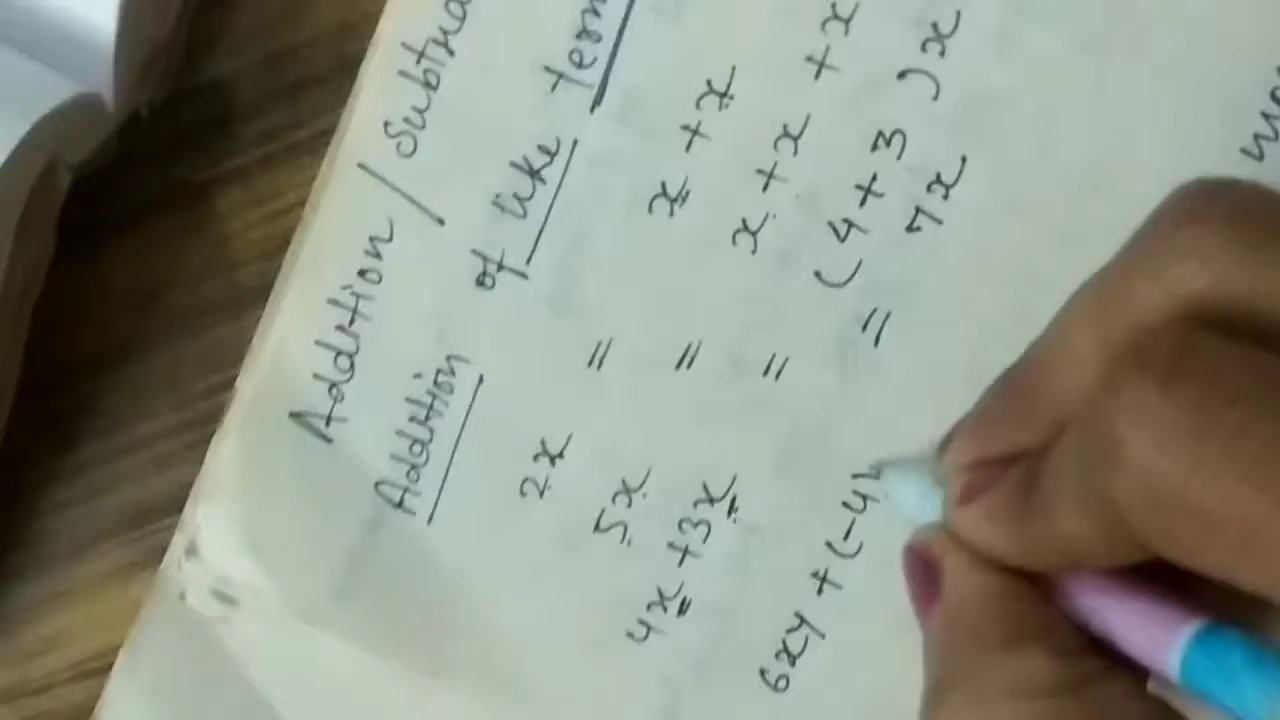 Addition / Subtra
Addition of like term
2x = x + x
5x = x + x + x
4x + 3x = (4 + 3) x
= 7x
6xy + (-4